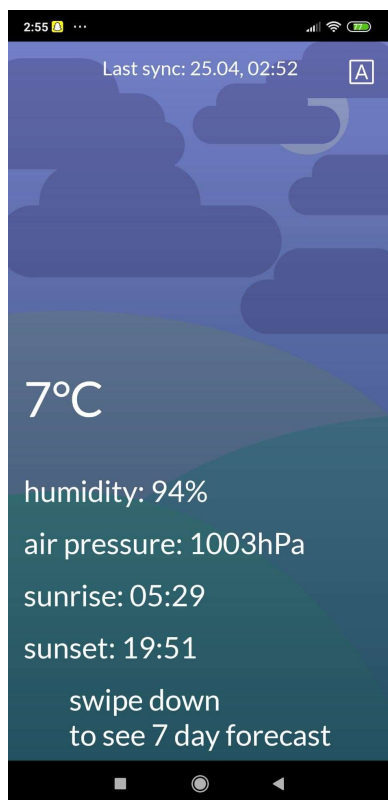 2:55 ...
77
Last sync: 25.04, 02:52
A
7°C
humidity: 94%
air pressure: 1003hPa
sunrise: 05:29
sunset: 19:51
swipe down
to see 7 day forecast